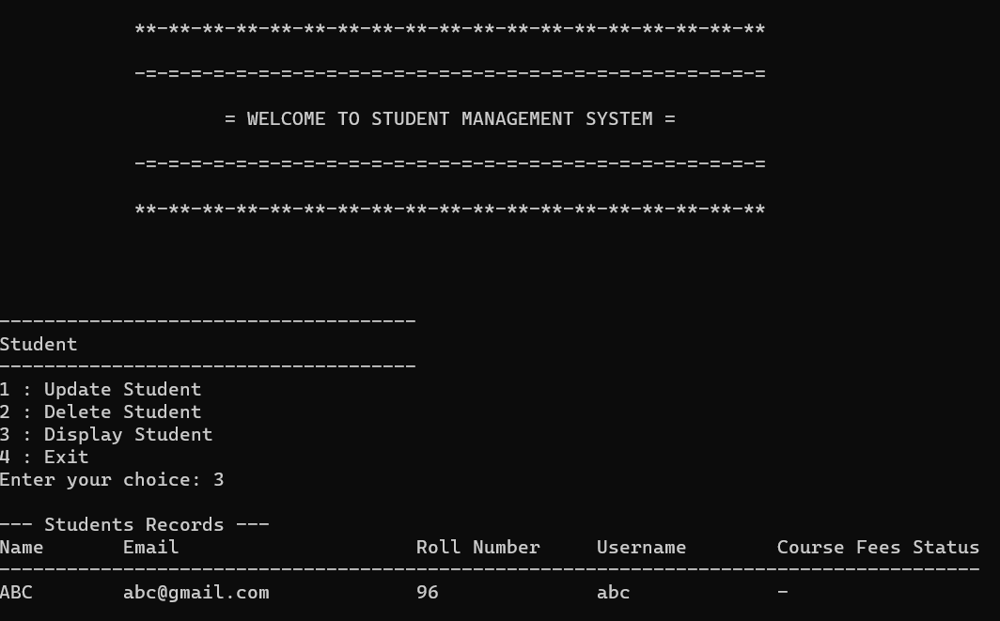 **-**-**-**-**-**-**-**-**-**-**-**-**-**-**-**-**-**-**
-=-=-=-=-=-=-=-=-=-=-=-=-=-=-=-=-=-=-=-=-=-=-=-=-=-=-=-=
= WELCOME TO STUDENT MANAGEMENT SYSTEM =
-=-=-=-=-=-=-=-=-=-=-=-=-=-=-=-=-=-=-=-=-=-=-=-=-=-=-=-=
**-**-**-**-**-**-**-**-**-**-**-**-**-**-**-**-**-**-**
-------------------------------------
Student
-------------------------------------
1 : Update Student
2 : Delete Student
3 : Display Student
4 : Exit
Enter your choice: 3
--- Students Records ---
Name       Email                     Roll Number     Username        Course Fees Status
---------------------------------------------------------------------------------------
ABC        abc@gmail.com             96              abc             -